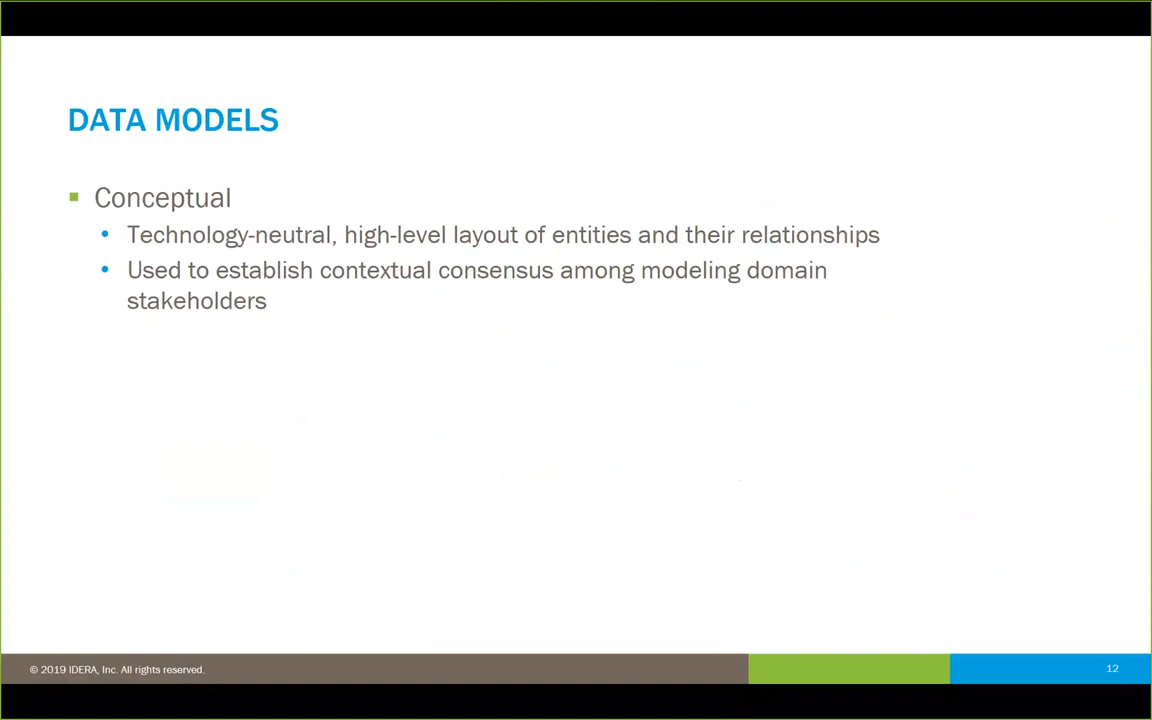 DATA MODELS
Conceptual
Technology-neutral, high-level layout of entities and their relationships
Used to establish contextual consensus among modeling domain
stakeholders
© 2019 IDERA, Inc. All rights reserved.
12